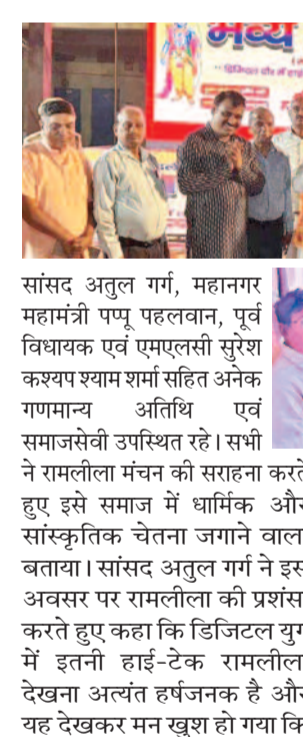 भव्य
सांसद अतुल गर्ग, महानगर
महामंत्री पप्पू पहलवान, पूर्व
विधायक एवं एमएलसी सुरेश
कश्यप श्याम शर्मा सहित अनेक
गणमान्य अतिथि एवं
समाजसेवी उपस्थित रहे। सभी
ने रामलीला मंचन की सराहना करते
हुए इसे समाज में धार्मिक और
सांस्कृतिक चेतना जगाने वाला
बताया। सांसद अतुल गर्ग ने इस
अवसर पर रामलीला की प्रशंसा
करते हुए कहा कि डिजिटल युग
में इतनी हाई-टेक रामलीला
देखना अत्यंत हर्षजनक है और
यह देखकर मन खुश हो गया कि